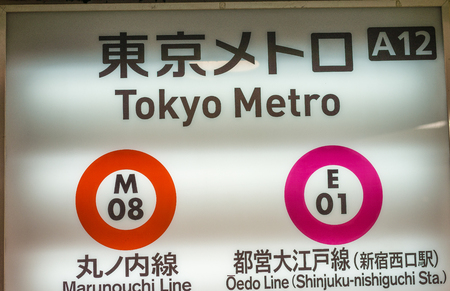 東京メトロ A12
Tokyo Metro
M
08
E
01
丸ノ内線
Marunouchi Line
都営大江戸線(新宿西口駅)
Oedo Line (Shinjuku-nishiguchi Sta.)